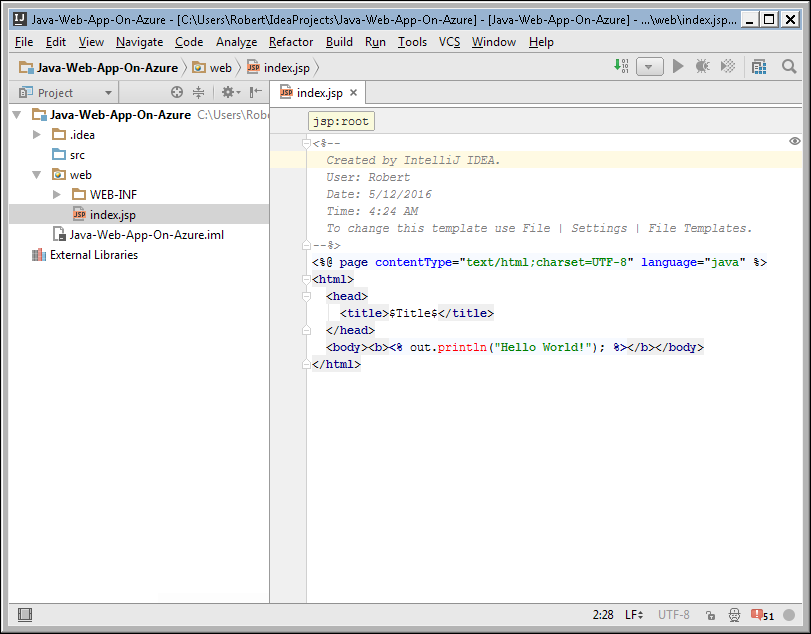 Java-Web-App-On-Azure - [C:\Users\Robert\IdeaProjects\Java-Web-App-On-Azure] - [Java-Web-App-On-Azure] - ...\web\index.jsp...
File Edit View Navigate Code Analyze Refactor Build Run Tools VCS Window Help
Java-Web-App-On-Azure web index.jsp
Project
index.jsp
Java-Web-App-On-Azure C:\Users\Robe
.idea
src
web
WEB-INF
index.jsp
Java-Web-App-On-Azure.iml
External Libraries
jsp:root
<%--
Created by IntelliJ IDEA.
User: Robert
Date: 5/12/2016
Time: 4:24 AM
To change this template use File | Settings | File Templates.
--%>
<%@ page contentType="text/html;charset=UTF-8" language="java" %>
<html>
<head>
<title>$Title$</title>
</head>
<body><b><% out.println("Hello World!"); %></b></body>
</html>
2:28 LF UTF-8 51